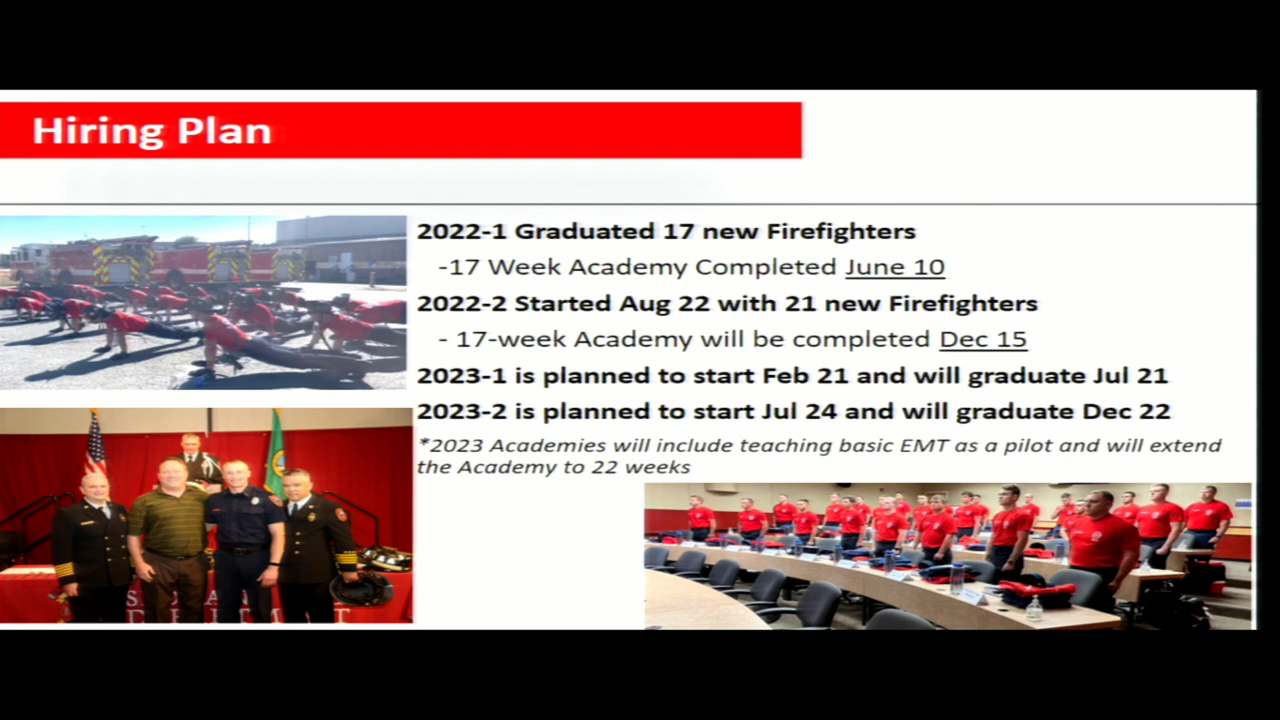 Hiring Plan
2022-1 Graduated 17 new Firefighters
-17 Week Academy Completed June 10
2022-2 Started Aug 22 with 21 new Firefighters
- 17-week Academy will be completed Dec 15
2023-1 is planned to start Feb 21 and will graduate Jul 21
2023-2 is planned to start Jul 24 and will graduate Dec 22
*2023 Academies will include teaching basic EMT as a pilot and will extend
the Academy to 22 weeks